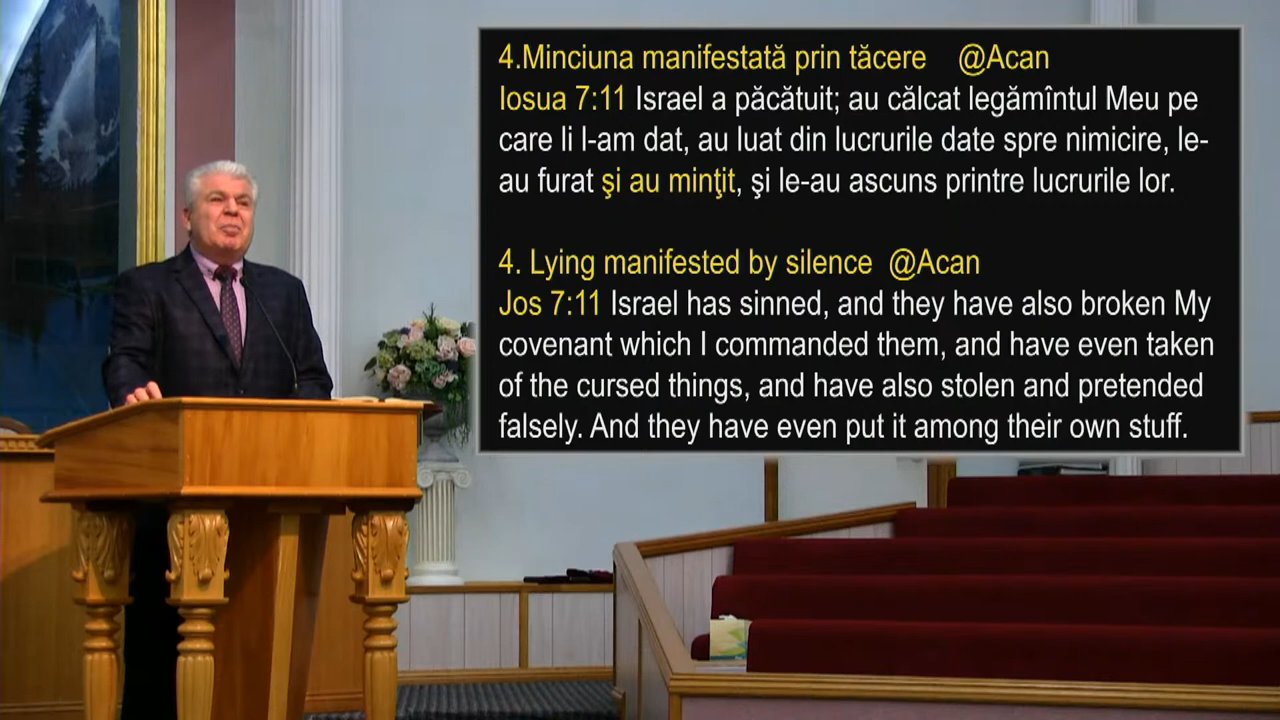 4.Minciuna manifestată prin tăcere @Acan
Iosua 7:11 Israel a păcătuit; au călcat legămîntul Meu pe
care li l-am dat, au luat din lucrurile date spre nimicire, le-
au furat şi au minţit, şi le-au ascuns printre lucrurile lor.
4. Lying manifested by silence @Acan
Jos 7:11 Israel has sinned, and they have also broken My
covenant which I commanded them, and have even taken
of the cursed things, and have also stolen and pretended
falsely. And they have even put it among their own stuff.